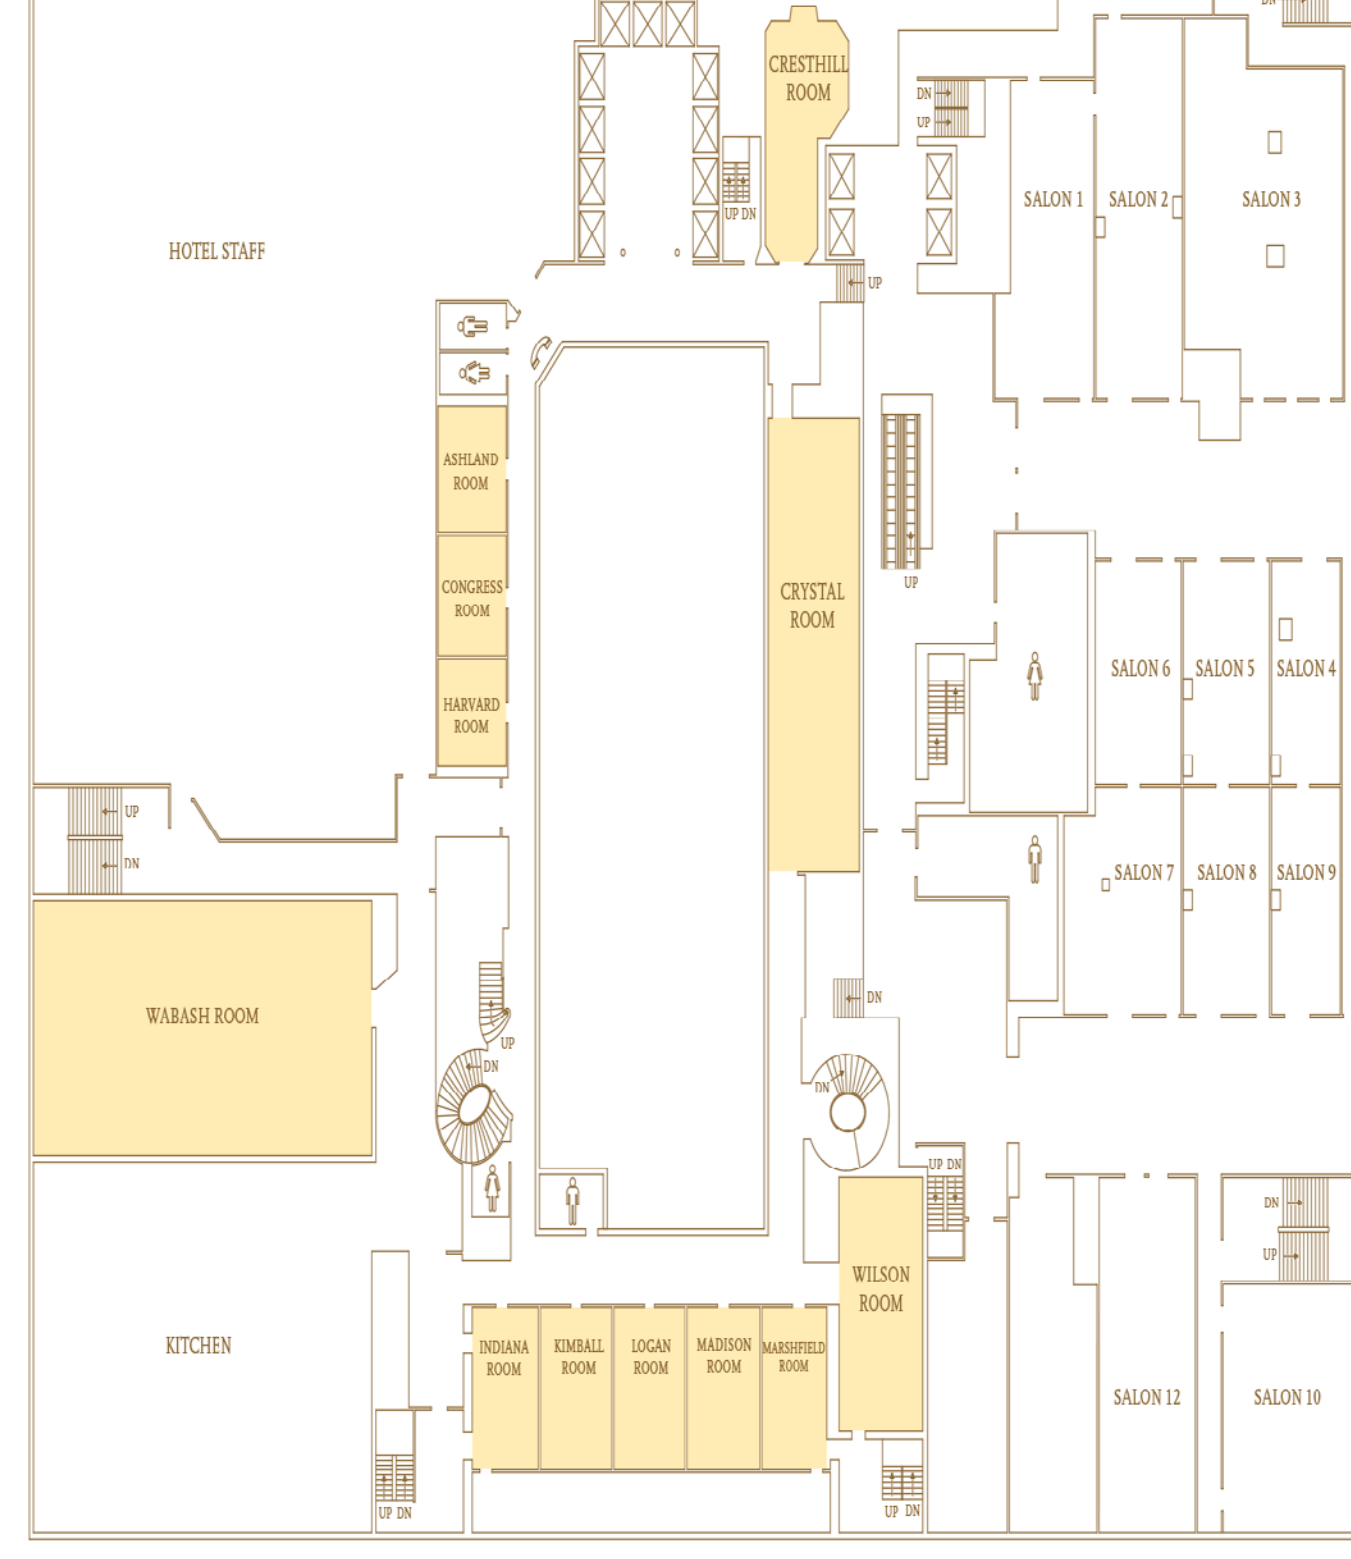 DN
CRESTHILL
ROOM
DN
UP
SALON 1
SALON 2
SALON 3
UP DN
HOTEL STAFF
UP
ASHLAND
ROOM
CONGRESS
ROOM
UP
CRYSTAL
ROOM
SALON 6
SALON 5
SALON 4
HARVARD
ROOM
UP
DN
SALON 7
SALON 8
SALON 9
WABASH ROOM
DN
UP
DN
DN
UP DN
DN
UP
WILSON
ROOM
KITCHEN
INDIANA
ROOM
KIMBALL
ROOM
LOGAN
ROOM
MADISON
ROOM
MARSHFIELD
ROOM
SALON 12
SALON 10
UP DN
UP DN